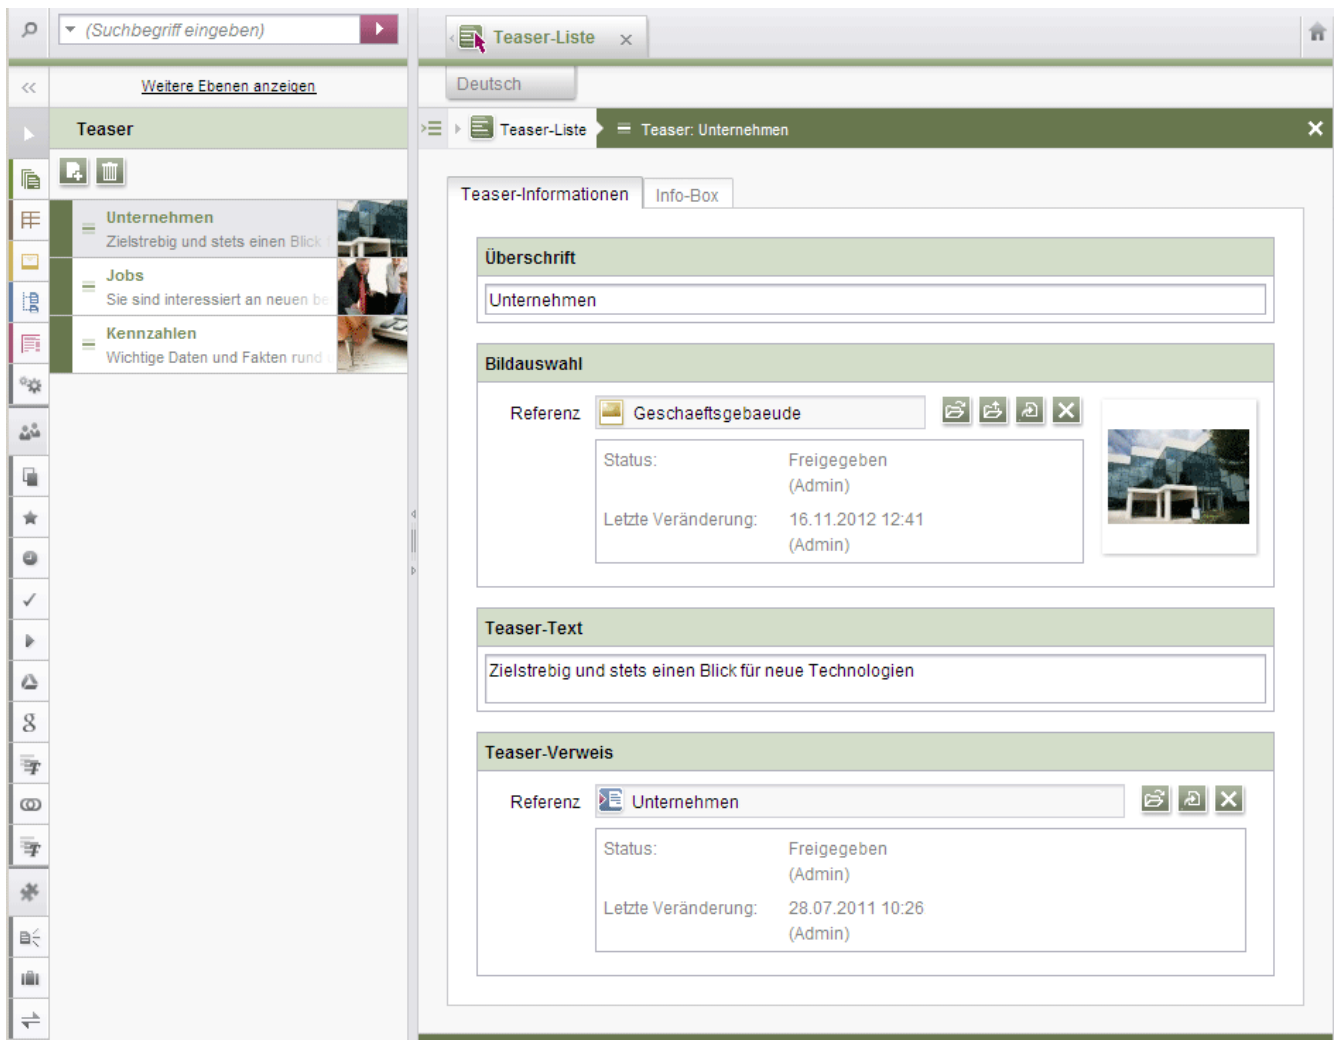 (Suchbegriff eingeben)
Teaser-Liste
Weitere Ebenen anzeigen
Deutsch
Teaser
Teaser-Liste
Teaser: Unternehmen
Teaser-Informationen
Info-Box
Unternehmen
Zielstrebig und stets einen Blick
Jobs
Sie sind interessiert an neuen be
Kennzahlen
Wichtige Daten und Fakten rund
Überschrift
Unternehmen
Bildauswahl
Referenz
Geschaeftsgebaeude
Status:
Freigegeben
(Admin)
Letzte Veränderung:
16.11.2012 12:41
(Admin)
Teaser-Text
Zielstrebig und stets einen Blick für neue Technologien
Teaser-Verweis
Referenz
Unternehmen
Status:
Freigegeben
(Admin)
Letzte Veränderung:
28.07.2011 10:26
(Admin)